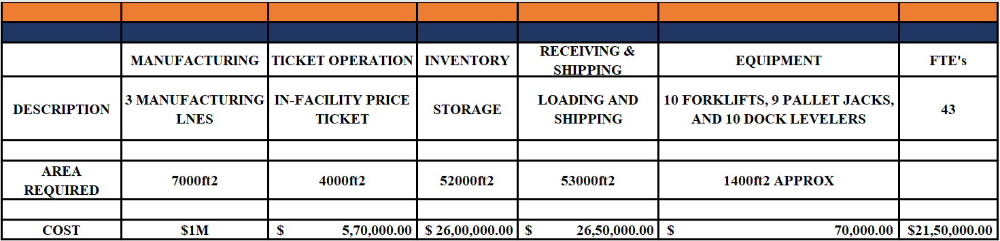 MANUFACTURING TICKET OPERATION INVENTORY RECEIVING & SHIPPING EQUIPMENT FTE's
DESCRIPTION 3 MANUFACTURING LNES IN-FACILITY PRICE TICKET STORAGE LOADING AND SHIPPING 10 FORKLIFTS, 9 PALLET JACKS, AND 10 DOCK LEVELERS 43
AREA REQUIRED 7000ft2 4000ft2 52000ft2 53000ft2 1400ft2 APPROX
COST $1M $ 5,70,000.00 $ 26,00,000.00 $ 26,50,000.00 $ 70,000.00 $21,50,000.00